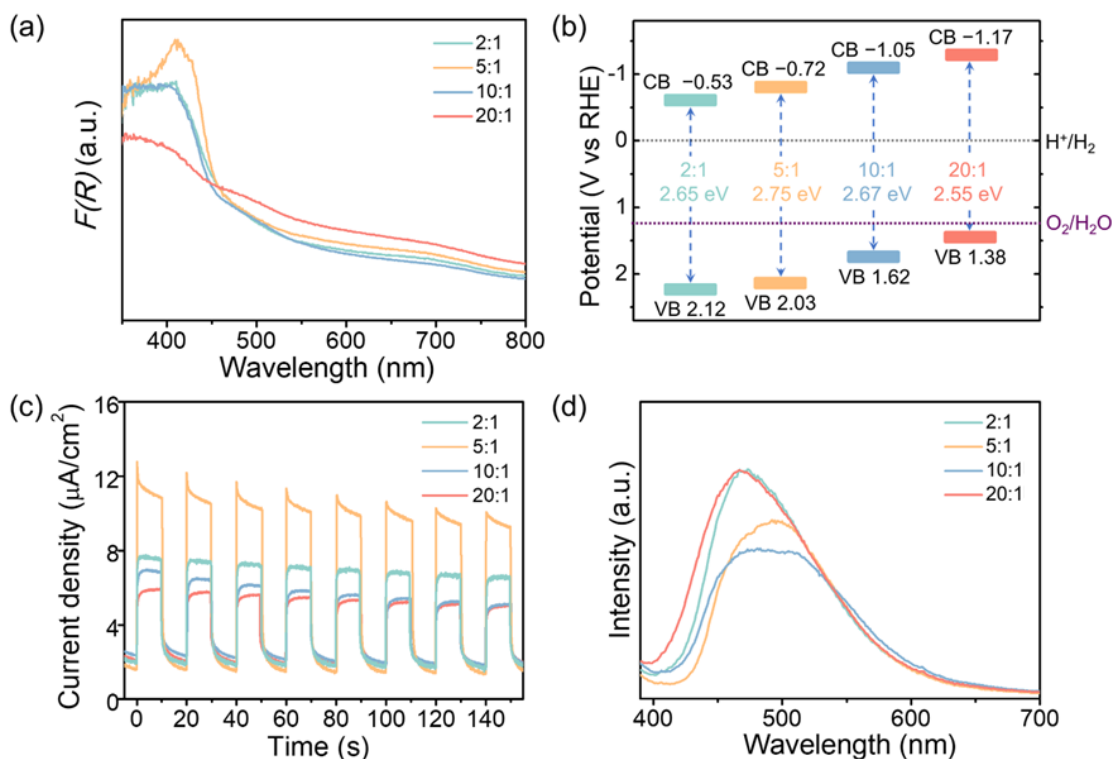 (a)
2:1
5:1
10:1
20:1
F(R) (a.u.)
400 500 600 700 800
Wavelength (nm)
(b)
CB −0.53
CB −0.72
CB −1.05
CB −1.17
-1
0
1
2
Potential (V vs RHE)
H⁺/H₂
2:1
2.65 eV
5:1
2.75 eV
10:1
2.67 eV
20:1
2.55 eV
O₂/H₂O
VB 2.12
VB 2.03
VB 1.62
VB 1.38
(c)
2:1
5:1
10:1
20:1
16
12
8
4
0
Current density (μA/cm²)
0 20 40 60 80 100 120 140
Time (s)
(d)
2:1
5:1
10:1
20:1
Intensity (a.u.)
400 500 600 700
Wavelength (nm)